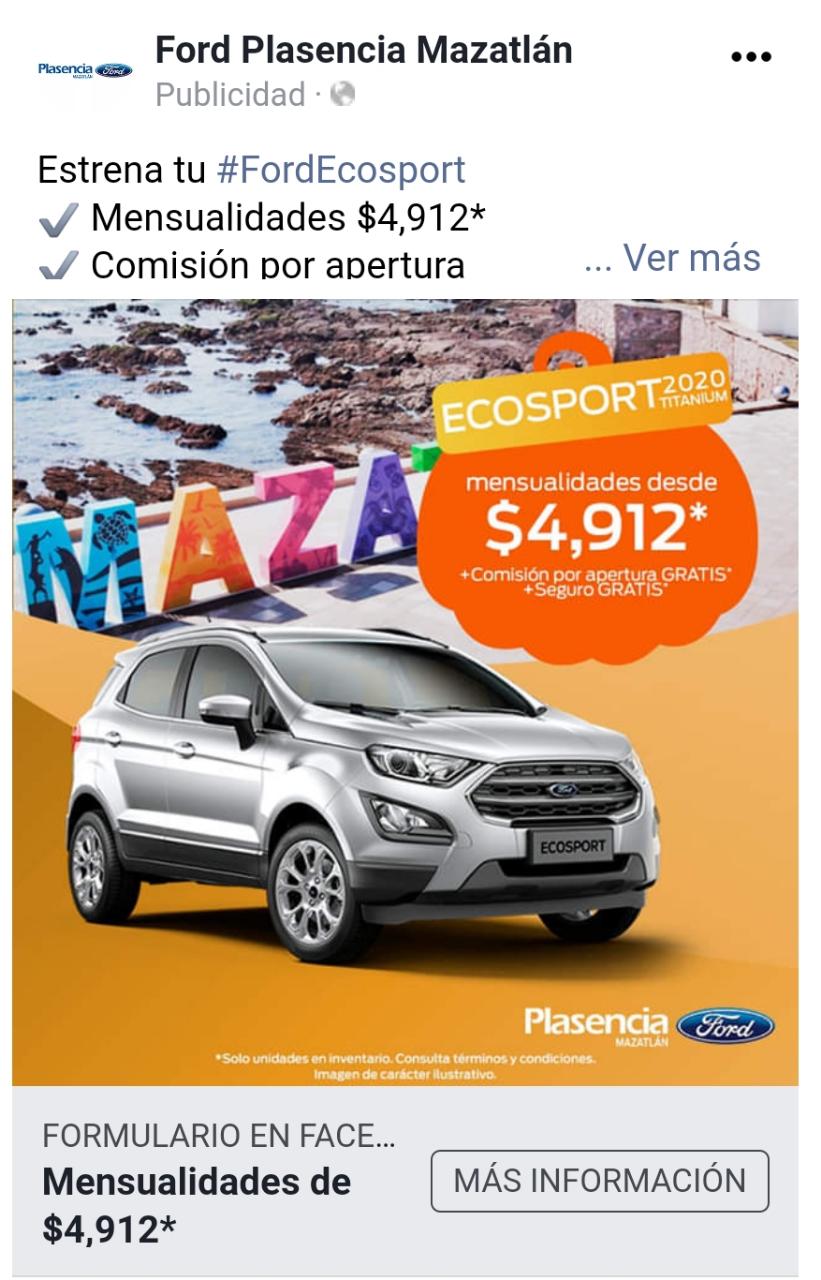 Plasencia Ford
MAZATLÁN
Ford Plasencia Mazatlán
Publicidad ·
Estrena tu #FordEcosport
✔ Mensualidades $4,912*
✔ Comisión por apertura
... Ver más
MAZA
ECOSPORT 2020
TITANIUM
mensualidades desde
$4,912*
+Comisión por apertura GRATIS*
+Seguro GRATIS*
Ford
ECOSPORT
Plasencia Ford
MAZATLÁN
*Solo unidades en inventario. Consulta términos y condiciones.
Imagen de carácter ilustrativo.
FORMULARIO EN FACE...
Mensualidades de
$4,912*
MÁS INFORMACIÓN